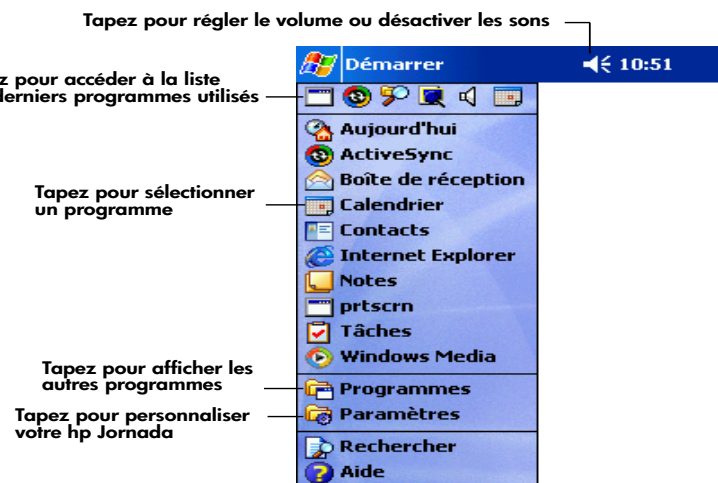 Tapez pour régler le volume ou désactiver les sons
Démarrer 10:51
z pour accéder à la liste
derniers programmes utilisés
Aujourd'hui
ActiveSync
Boîte de réception
Tapez pour sélectionner
un programme
Calendrier
Contacts
Internet Explorer
Notes
prtscrn
Tâches
Windows Media
Tapez pour afficher les
autres programmes
Programmes
Tapez pour personnaliser
votre hp Jornada
Paramètres
Rechercher
Aide